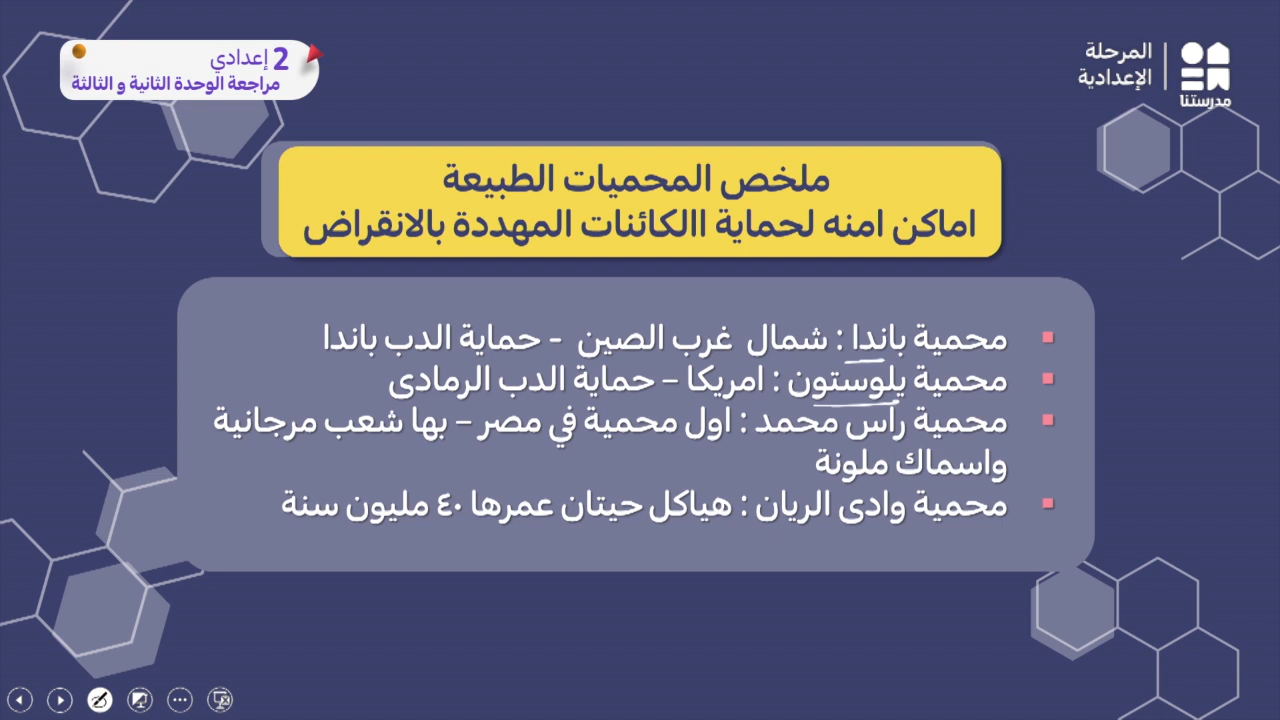 المرحلة
الإعدادية
مدرستنا
2 إعدادي
مراجعة الوحدة الثانية و الثالثة
ملخص المحميات الطبيعة
اماكن امنه لحماية االكائنات المهددة بالانقراض
محمية باندا : شمال غرب الصين - حماية الدب باندا
محمية يلوستون : امريكا – حماية الدب الرمادى
محمية راس محمد : اول محمية في مصر – بها شعب مرجانية
واسماك ملونة
محمية وادى الريان : هياكل حيتان عمرها ٤٠ مليون سنة